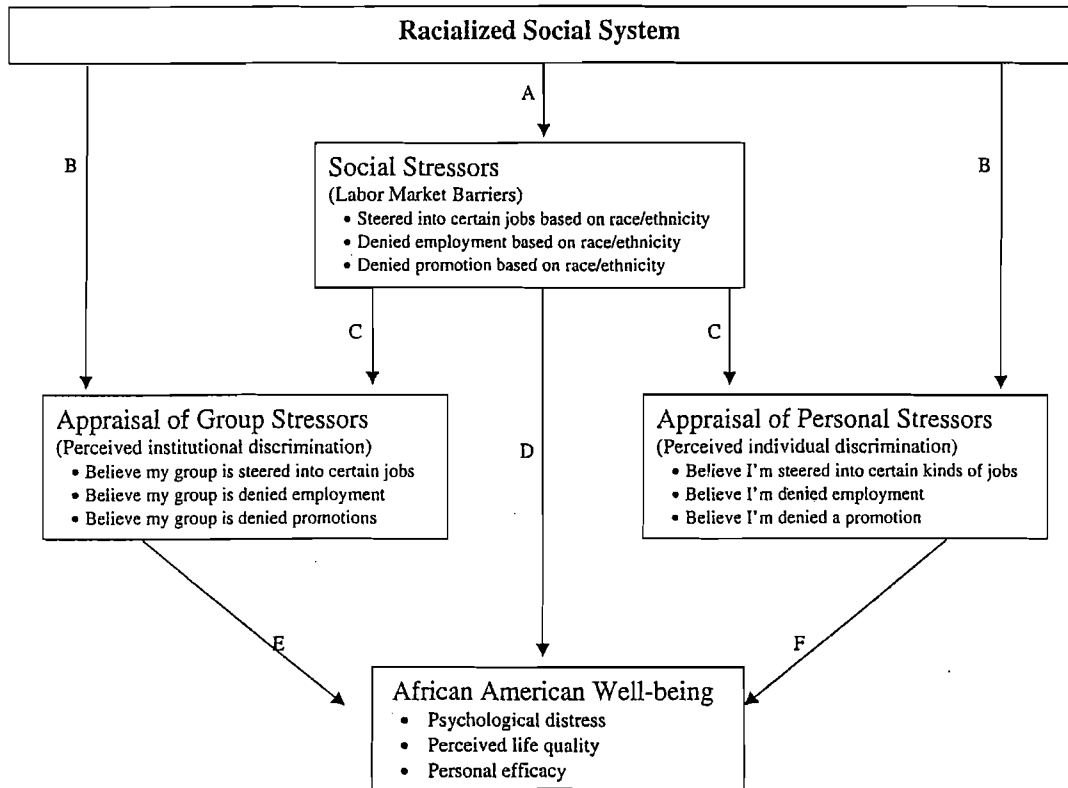 Racialized Social System
A
B
B
Social Stressors
(Labor Market Barriers)
• Steered into certain jobs based on race/ethnicity
• Denied employment based on race/ethnicity
• Denied promotion based on race/ethnicity
C
C
Appraisal of Group Stressors
(Perceived institutional discrimination)
• Believe my group is steered into certain jobs
• Believe my group is denied employment
• Believe my group is denied promotions
D
Appraisal of Personal Stressors
(Perceived individual discrimination)
• Believe I'm steered into certain kinds of jobs
• Believe I'm denied employment
• Believe I'm denied a promotion
E
F
African American Well-being
• Psychological distress
• Perceived life quality
• Personal efficacy